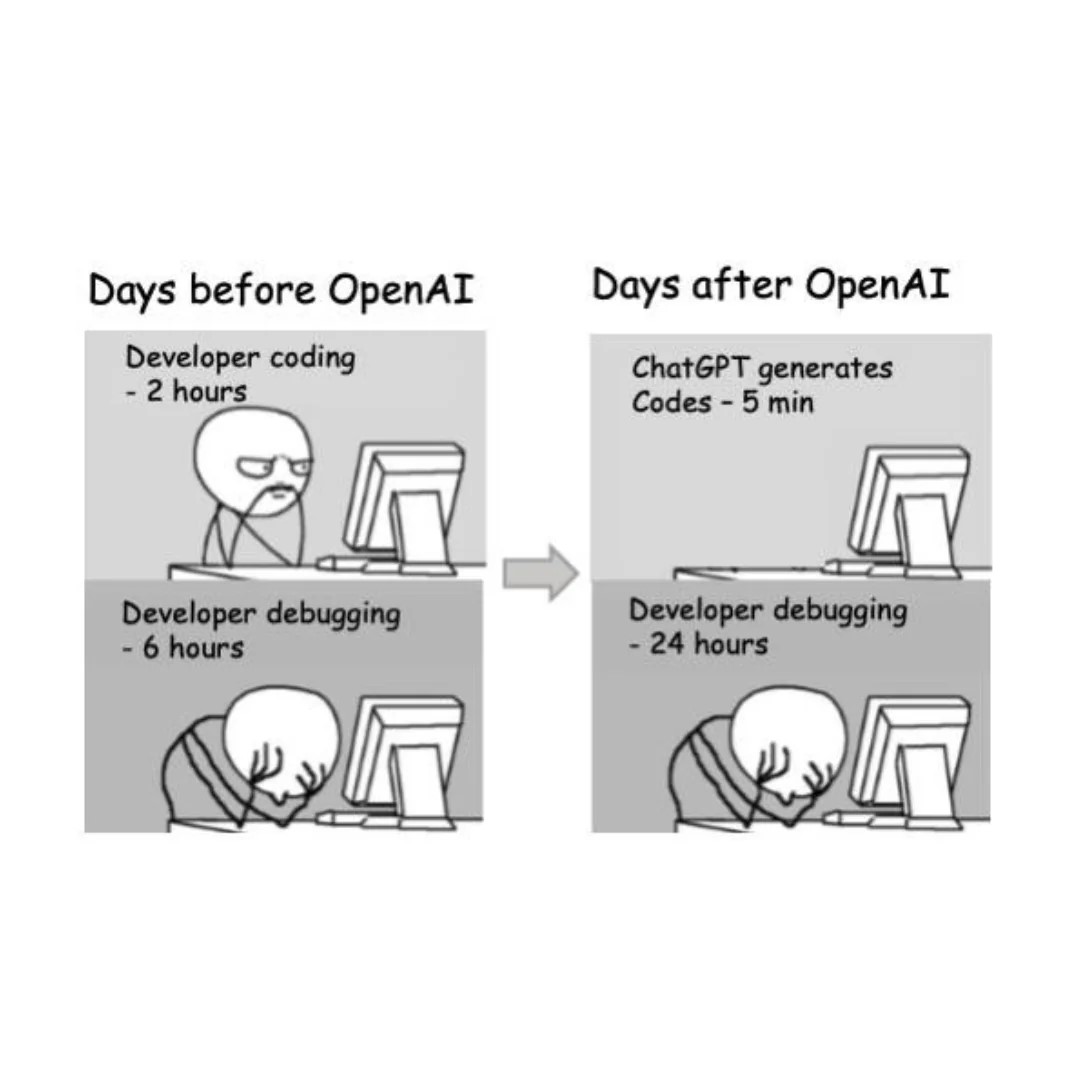 Days before OpenAI
Developer coding
- 2 hours
Developer debugging
- 6 hours
Days after OpenAI
ChatGPT generates
Codes - 5 min
Developer debugging
- 24 hours